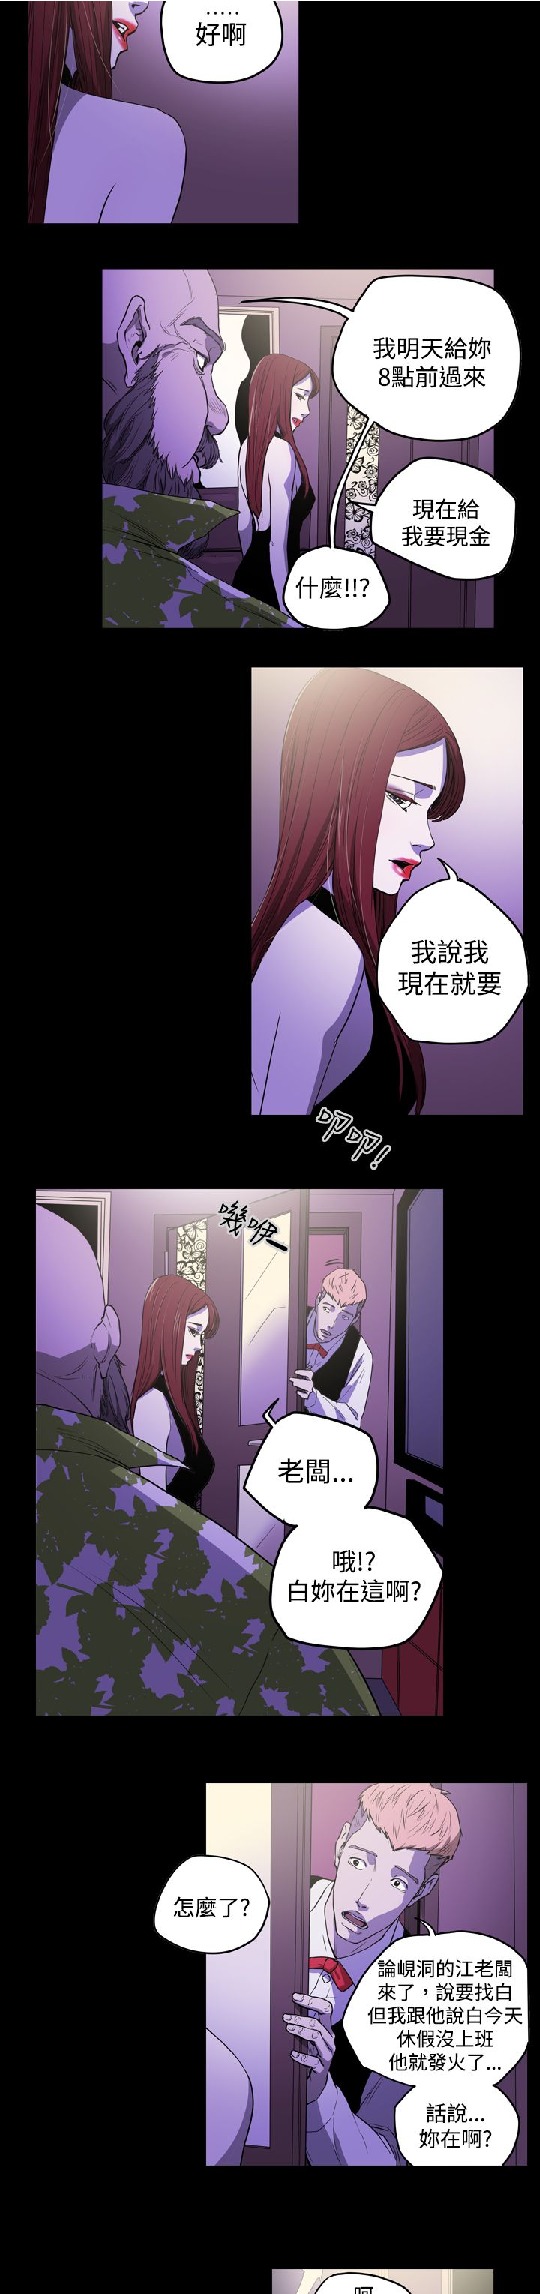 .....
好啊
我明天給妳
8點前過來
現在給
我要現金
什麼!!?
我說我
現在就要
叩叩!
嘰咿
老闆...
哦!?
白妳在這啊?
怎麼了?
論峴洞的江老闆
來了，說要找白
但我跟他說白今天
休假沒上班
他就發火了...
話說...
妳在啊?